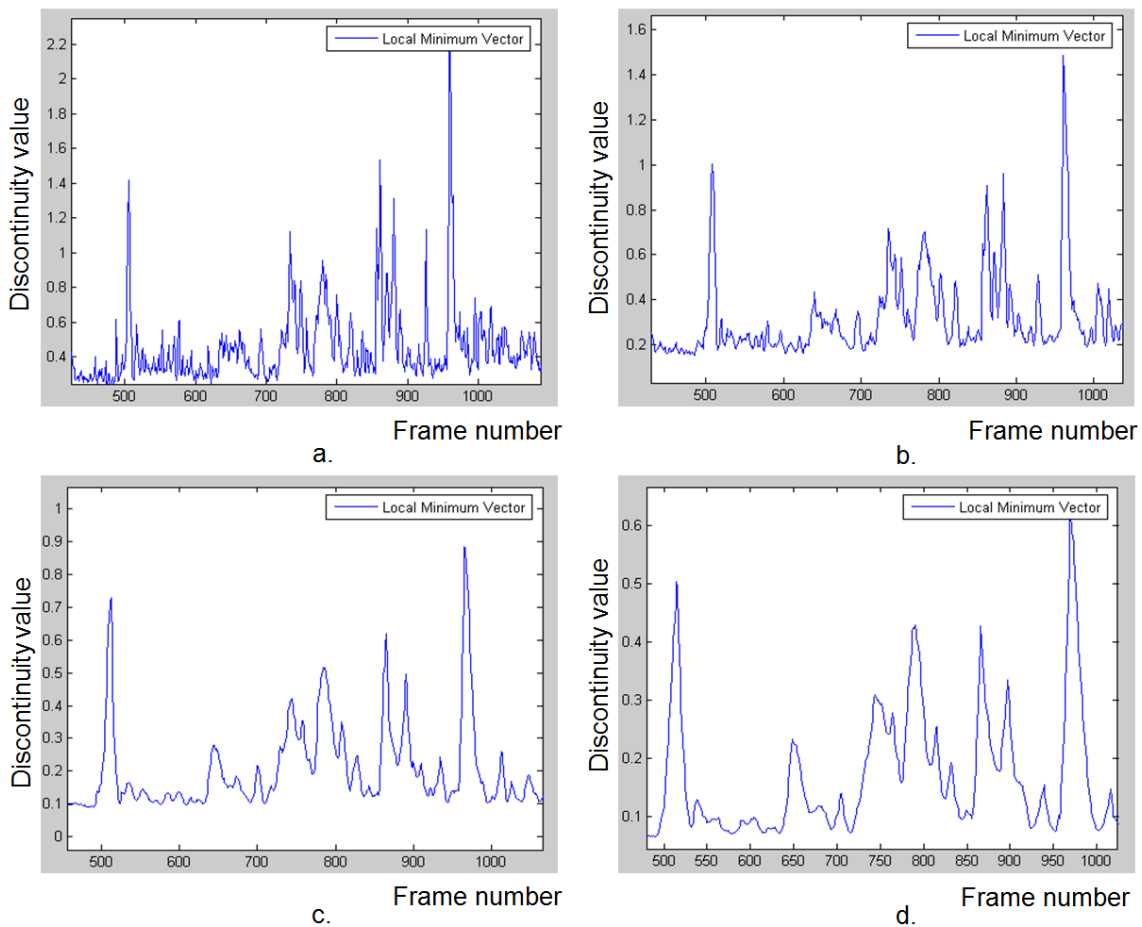 Local Minimum Vector
Discontinuity value
2.2
2
1.8
1.6
1.4
1.2
1
0.8
0.6
0.4
500 600 700 800 900 1000
Frame number
a.
Local Minimum Vector
Discontinuity value
1.6
1.4
1.2
1
0.8
0.6
0.4
0.2
500 600 700 800 900 1000
Frame number
b.
Local Minimum Vector
Discontinuity value
1
0.9
0.8
0.7
0.6
0.5
0.4
0.3
0.2
0.1
0
500 600 700 800 900 1000
Frame number
c.
Local Minimum Vector
Discontinuity value
0.6
0.5
0.4
0.3
0.2
0.1
500 550 600 650 700 750 800 850 900 950 1000
Frame number
d.